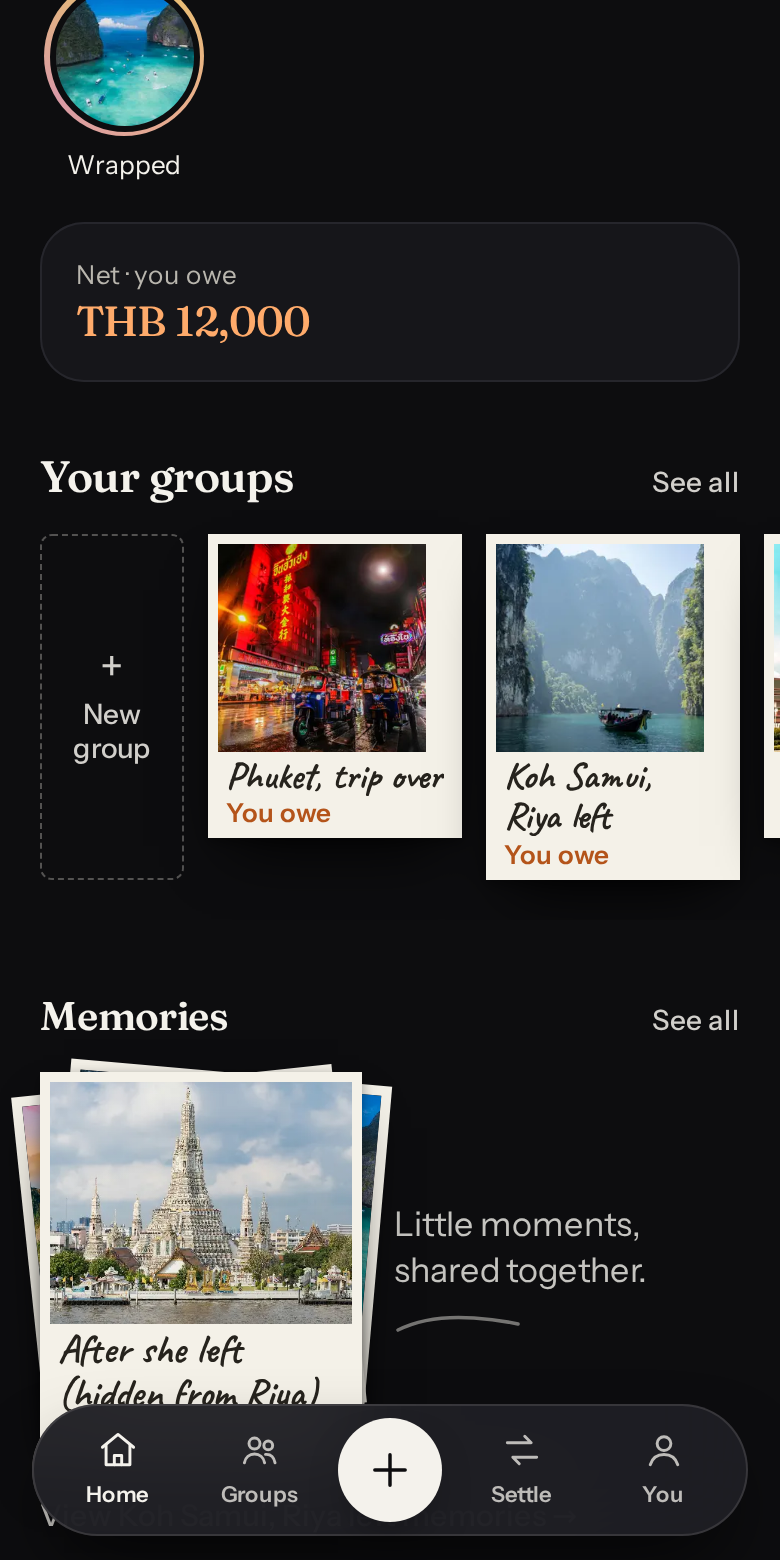 Wrapped
Net · you owe
THB 12,000
Your groups
See all
+
New
group
Phuket, trip over
You owe
Koh Samui,
Riya left
You owe
Memories
See all
Little moments,
shared together.
After she left
(hidden from Riya)
Home
Groups
Settle
You